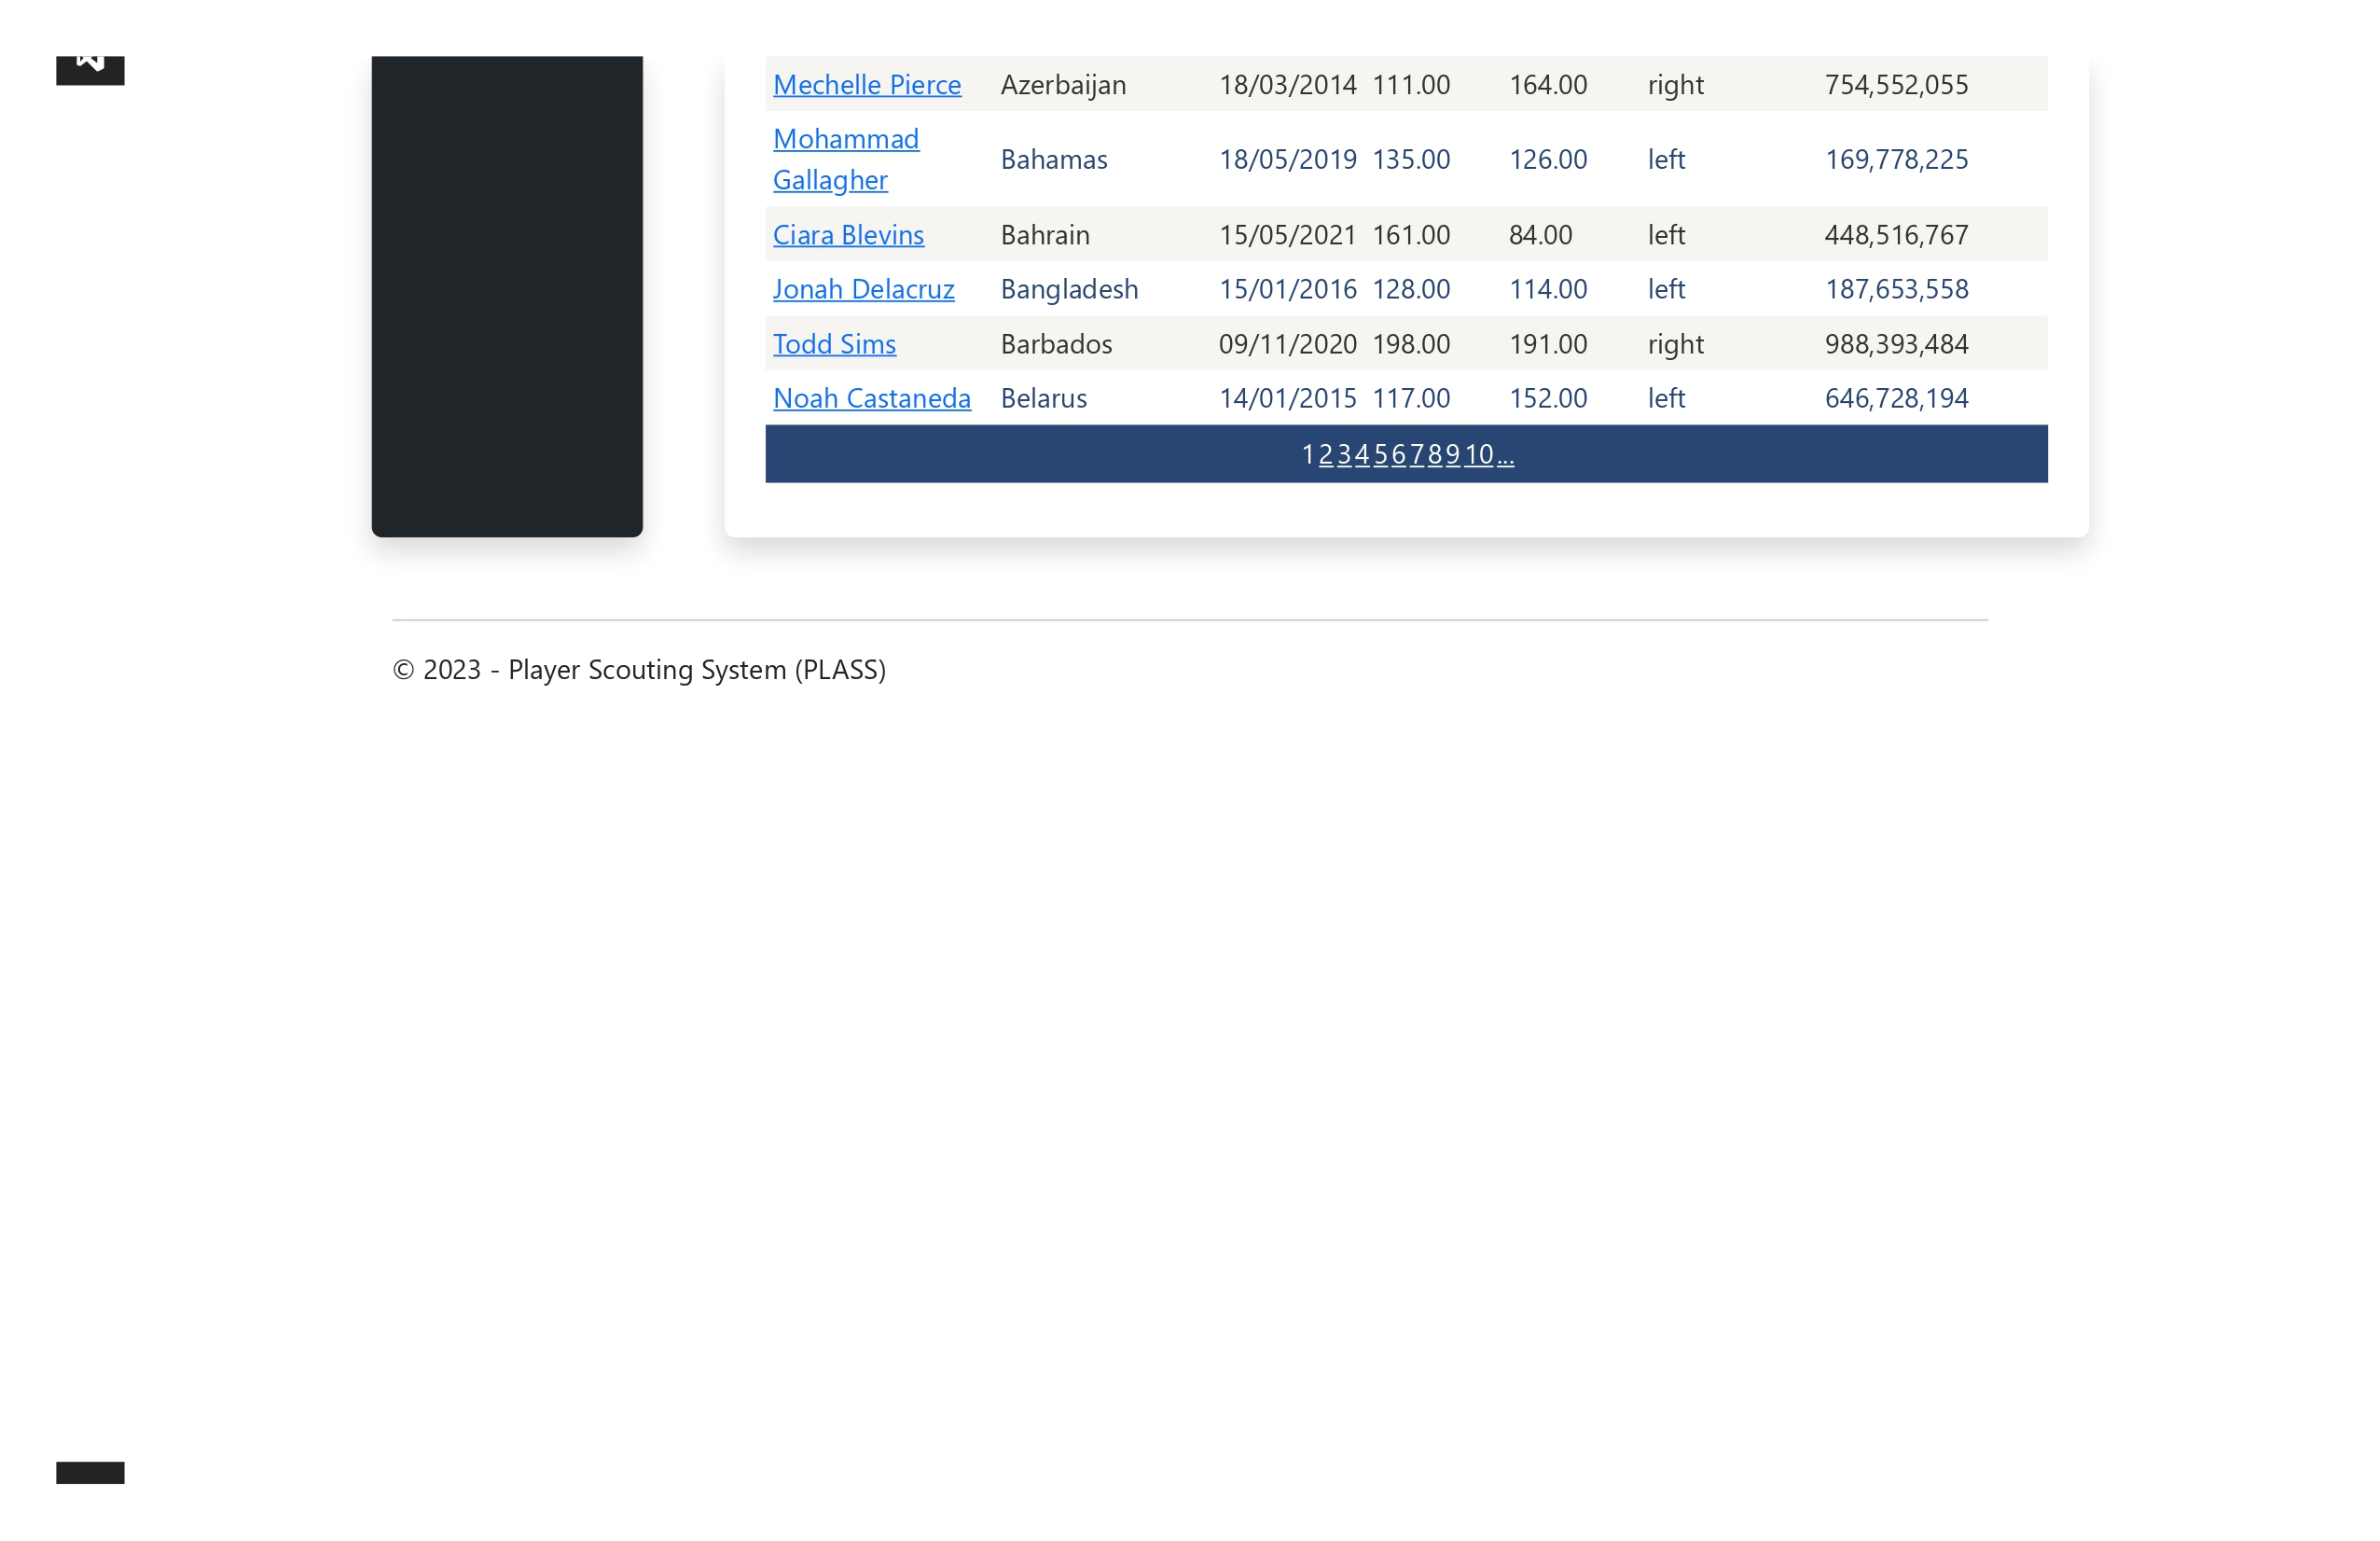 Mechelle Pierce Azerbaijan 18/03/2014 111.00 164.00 right 754,552,055
Mohammad
Gallagher Bahamas 18/05/2019 135.00 126.00 left 169,778,225
Ciara Blevins Bahrain 15/05/2021 161.00 84.00 left 448,516,767
Jonah Delacruz Bangladesh 15/01/2016 128.00 114.00 left 187,653,558
Todd Sims Barbados 09/11/2020 198.00 191.00 right 988,393,484
Noah Castaneda Belarus 14/01/2015 117.00 152.00 left 646,728,194
1 2 3 4 5 6 7 8 9 10 ...
© 2023 - Player Scouting System (PLASS)